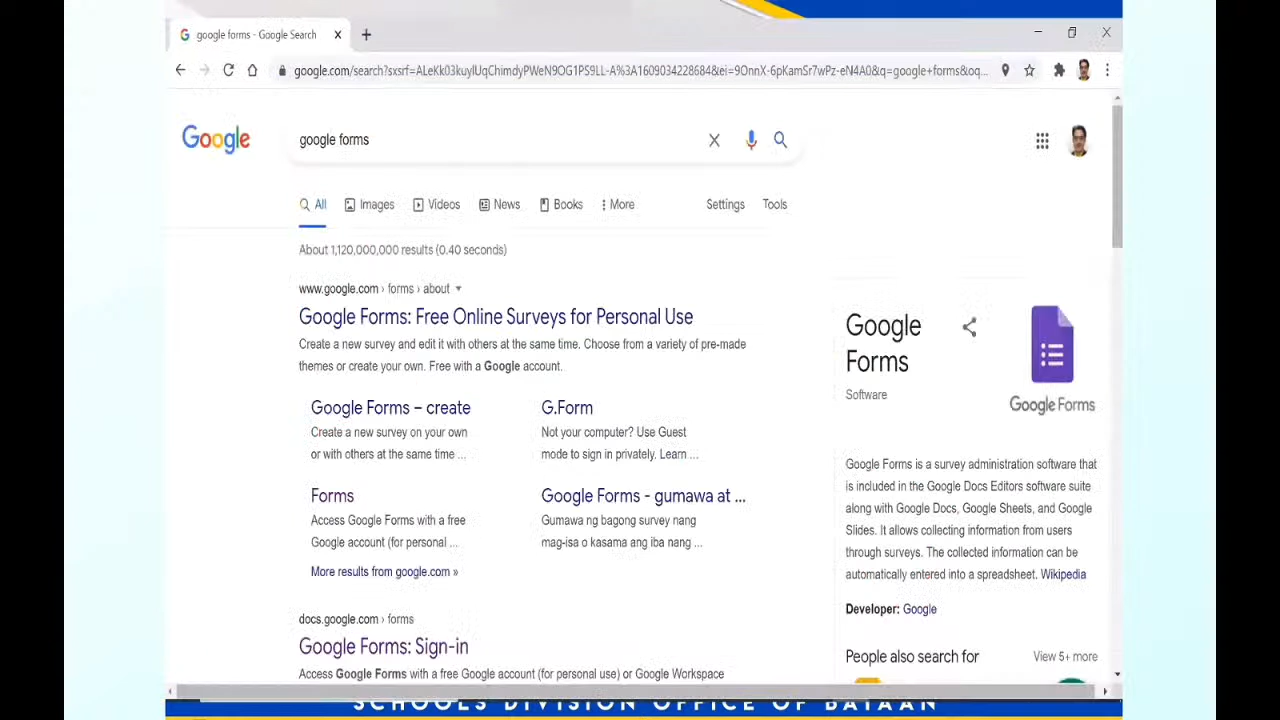 google forms - Google Search
google.com/search?sxsrf=ALeKk03kuylUqChimdyPWeN9OG1PS9LL-A%3A1609034228684&ei=9OnnX-6pKamSr7wPz-eN4A0&q=google+forms&oq...
Google
google forms
All Images Videos News Books More Settings Tools
About 1,120,000,000 results (0.40 seconds)
www.google.com › forms › about
Google Forms: Free Online Surveys for Personal Use
Create a new survey and edit it with others at the same time. Choose from a variety of pre-made
themes or create your own. Free with a Google account.
Google Forms – create
Create a new survey on your own
or with others at the same time ...
G.Form
Not your computer? Use Guest
mode to sign in privately. Learn ...
Forms
Access Google Forms with a free
Google account (for personal ...
Google Forms - gumawa at ...
Gumawa ng bagong survey nang
mag-isa o kasama ang iba nang ...
More results from google.com »
docs.google.com › forms
Google Forms: Sign-in
Access Google Forms with a free Google account (for personal use) or Google Workspace
Google
Forms
Software
Google Forms
Google Forms is a survey administration software that
is included in the Google Docs Editors software suite
along with Google Docs, Google Sheets, and Google
Slides. It allows collecting information from users
through surveys. The collected information can be
automatically entered into a spreadsheet. Wikipedia
Developer: Google
People also search for View 5+ more
SCHOOLS DIVISION OFFICE OF BATAAN